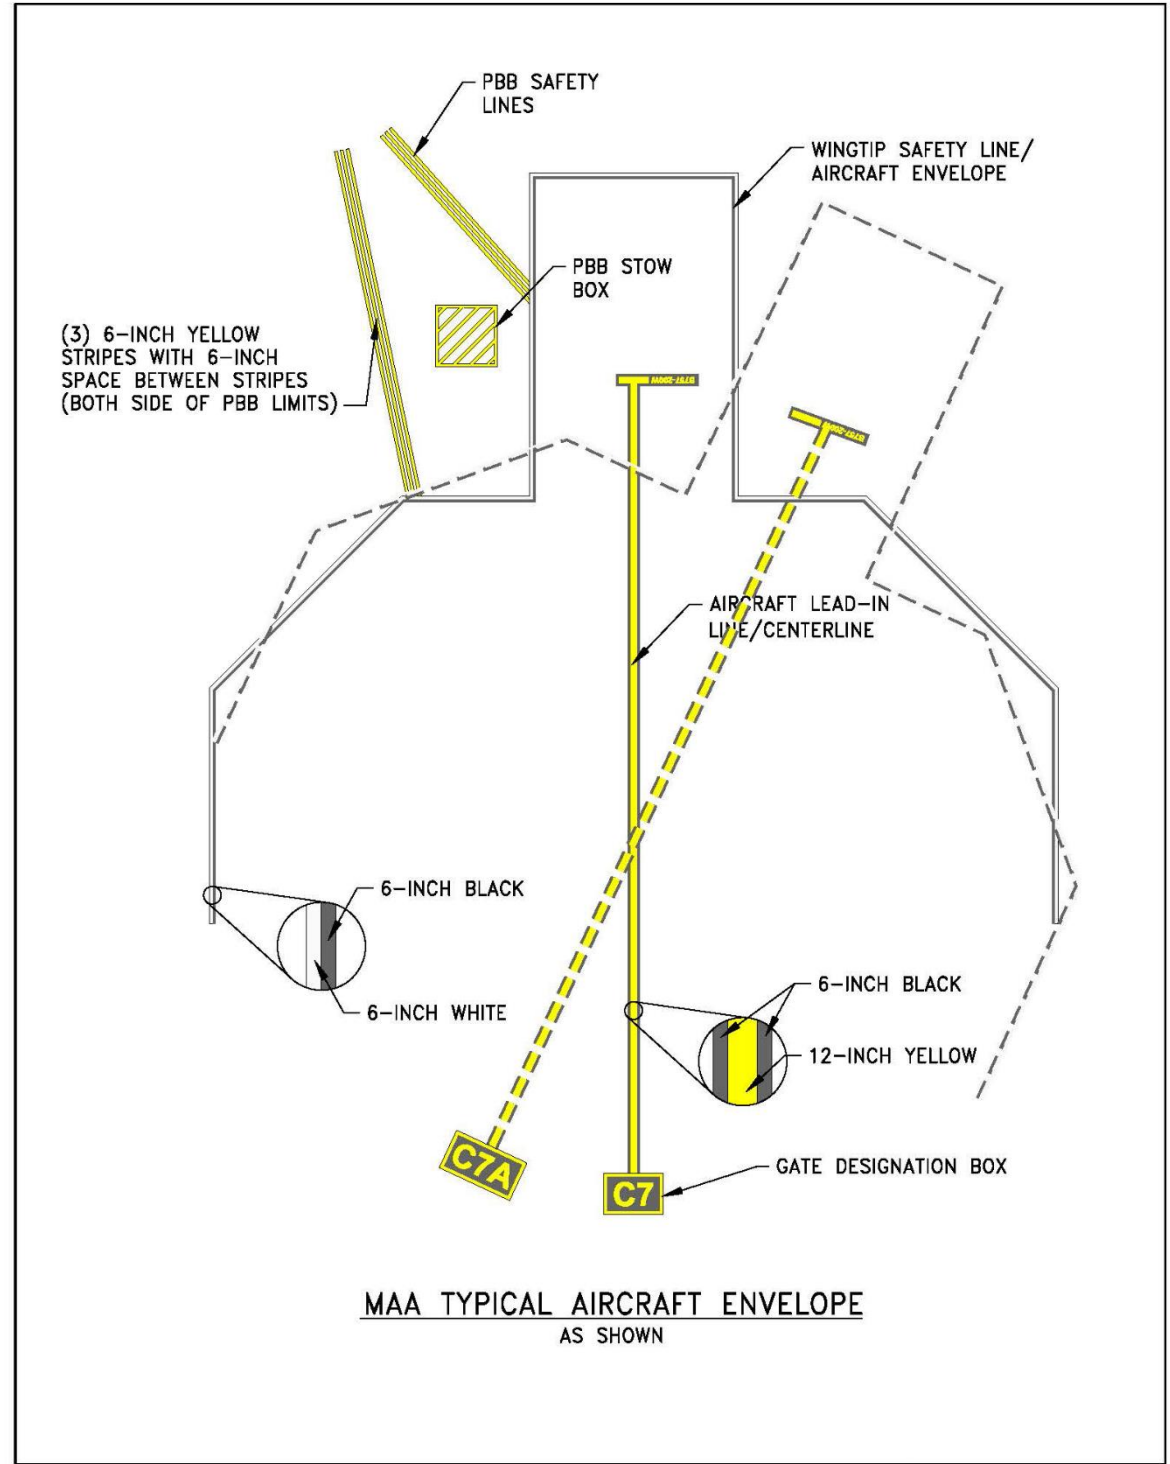 PBB SAFETY
LINES
WINGTIP SAFETY LINE/
AIRCRAFT ENVELOPE
PBB STOW
BOX
(3) 6-INCH YELLOW
STRIPES WITH 6-INCH
SPACE BETWEEN STRIPES
(BOTH SIDE OF PBB LIMITS)
AIRCRAFT LEAD-IN
LINE/CENTERLINE
6-INCH BLACK
6-INCH WHITE
6-INCH BLACK
12-INCH YELLOW
C7A
C7
GATE DESIGNATION BOX
MAA TYPICAL AIRCRAFT ENVELOPE
AS SHOWN